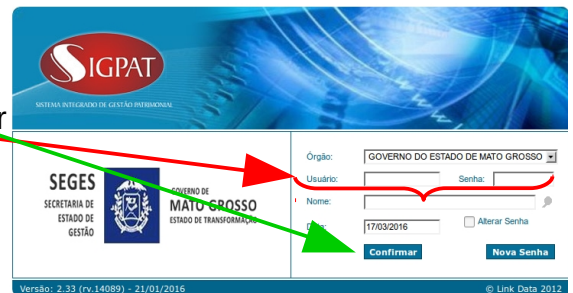 SIGPAT
SISTEMA INTEGRADO DE GESTÃO PATRIMONIAL
r
SEGES
SECRETARIA DE
ESTADO DE
GESTÃO
GOVERNO DE
MATO GROSSO
ESTADO DE TRANSFORMAÇÃO
Órgão: GOVERNO DO ESTADO DE MATO GROSSO
Usuário: Senha:
Nome:
17/03/2016 Alterar Senha
Confirmar Nova Senha
Versão: 2.33 (rv.14089) - 21/01/2016 © Link Data 2012